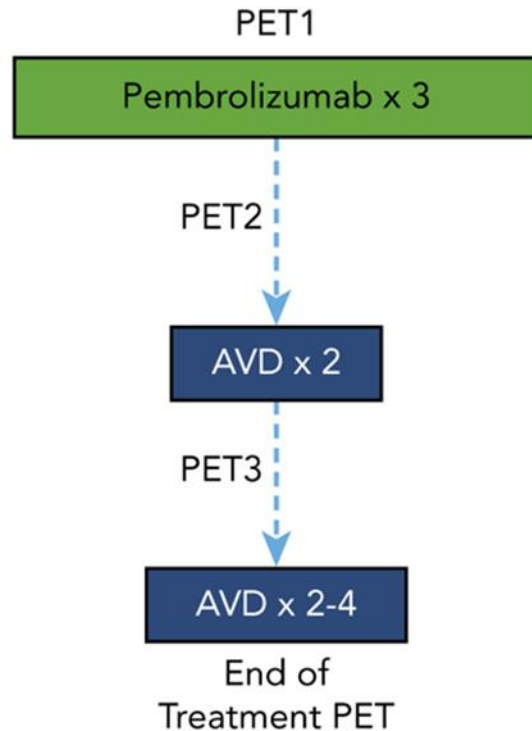 PET1
Pembrolizumab x 3
PET2
AVD x 2
PET3
AVD x 2-4
End of
Treatment PET